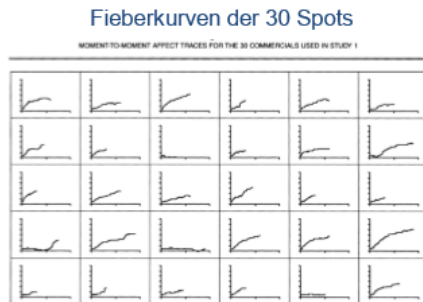 Fieberkurven der 30 Spots
MOMENT-TO-MOMENT AFFECT TRACES FOR THE 30 COMMERCIALS USED IN STUDY 1